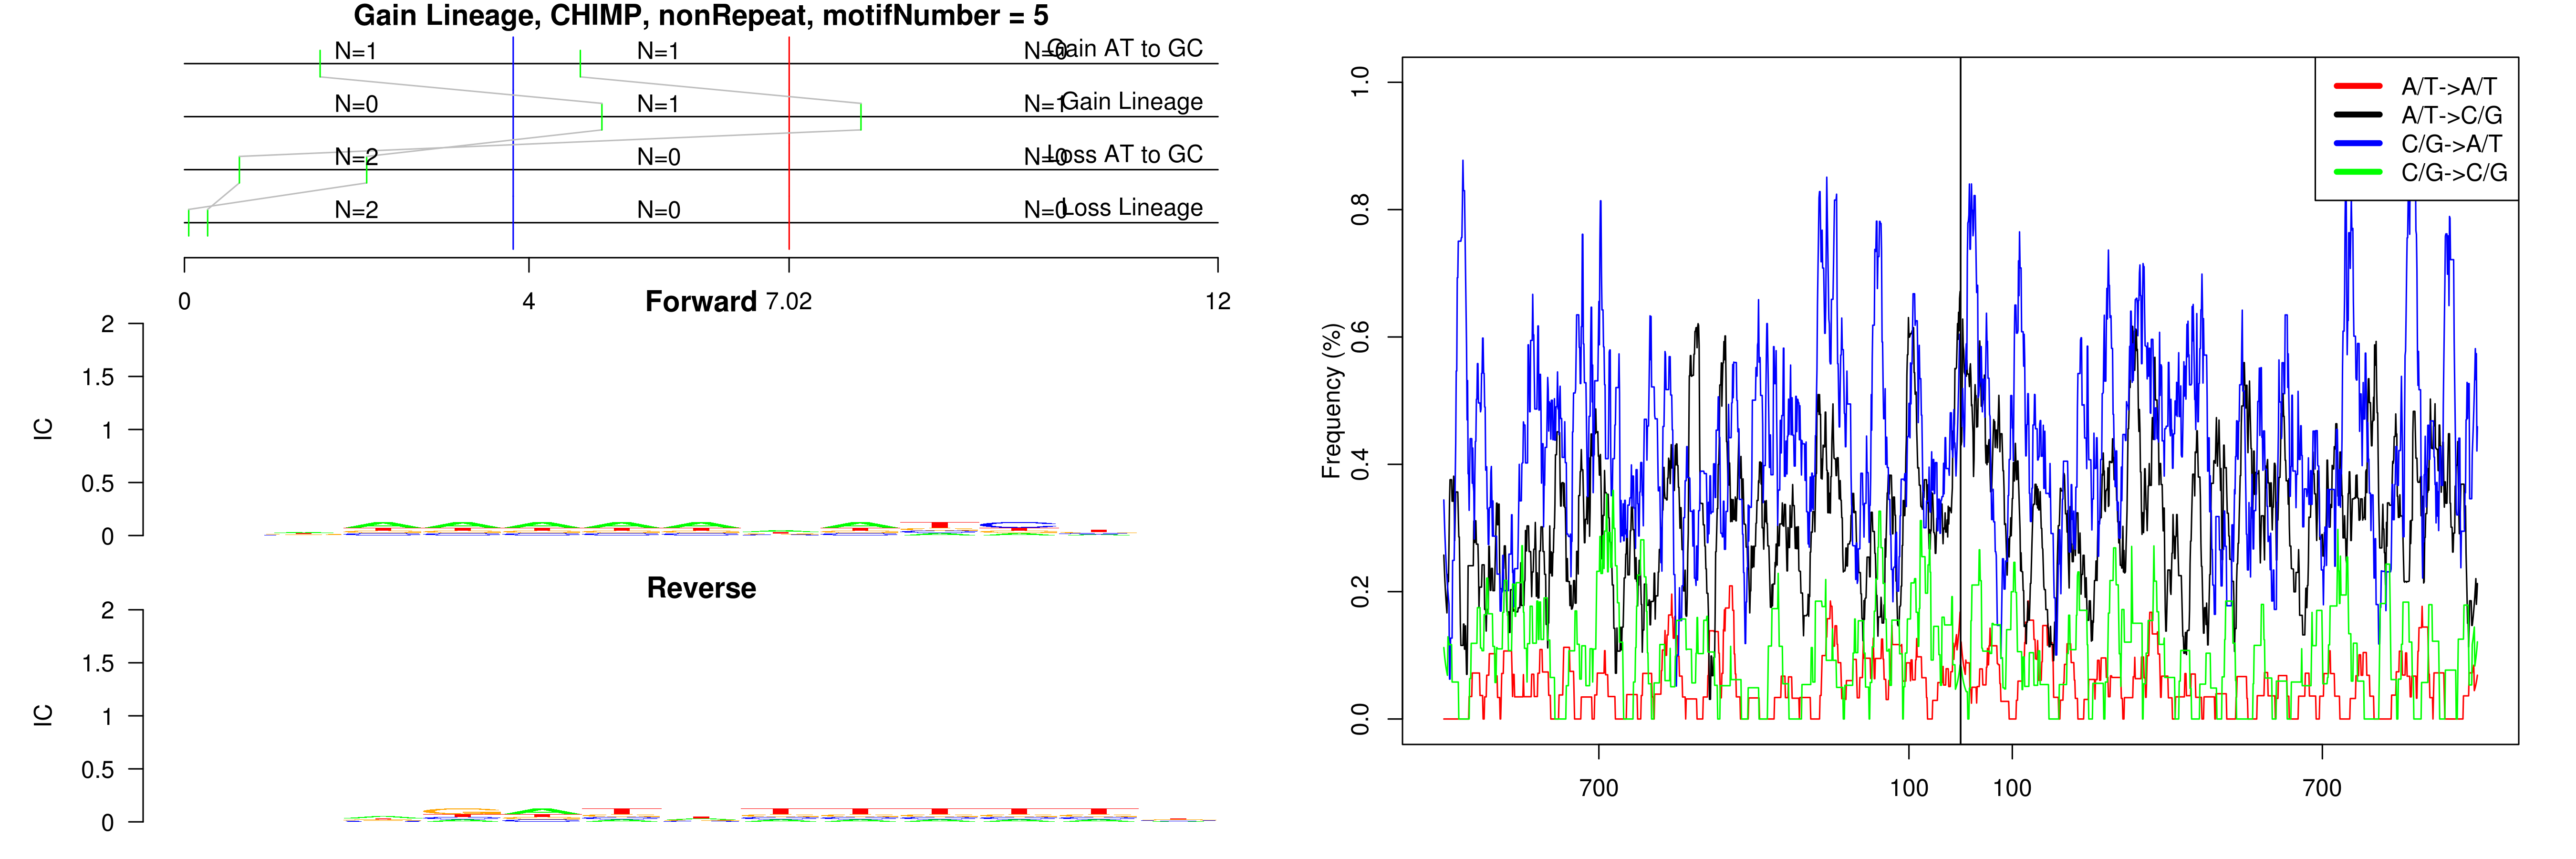 Gain Lineage, CHIMP, nonRepeat, motifNumber = 5
N=1 N=1 N=0 Gain AT to GC
N=0 N=1 N=1 Gain Lineage
N=2 N=0 N=0 Loss AT to GC
N=2 N=0 N=0 Loss Lineage
0 4 7.02 12
Forward
2
1.5
1
0.5
0
IC
Reverse
2
1.5
1
0.5
0
IC
1.0
0.8
0.6
0.4
0.2
0.0
Frequency (%)
700 100 100 700
A/T->A/T
A/T->C/G
C/G->A/T
C/G->C/G